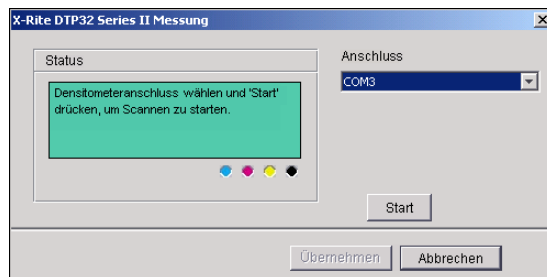 X-Rite DTP32 Series II Messung
Status
Densitometeranschluss wählen und 'Start'
drücken, um Scannen zu starten.
Anschluss
COM3
Start
Übernehmen
Abbrechen